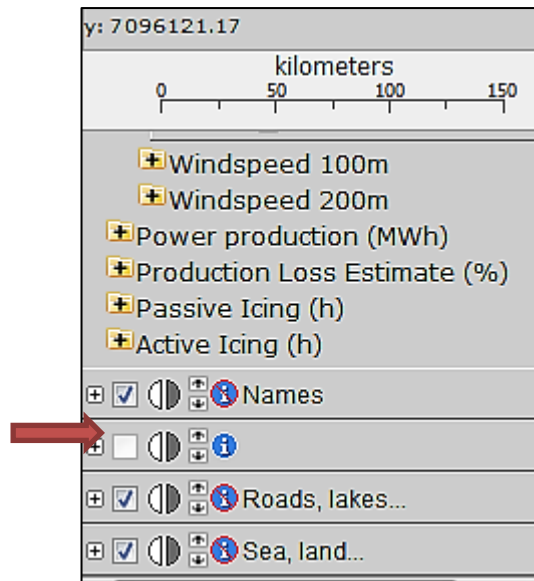 y: 7096121.17
kilometers
0 50 100 150
Windspeed 100m
Windspeed 200m
Power production (MWh)
Production Loss Estimate (%)
Passive Icing (h)
Active Icing (h)
Names
Roads, lakes...
Sea, land...